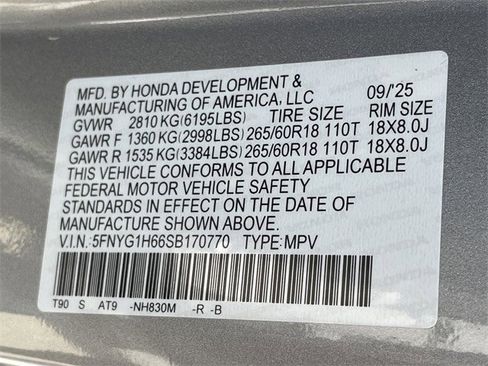 MFD. BY HONDA DEVELOPMENT &
MANUFACTURING OF AMERICA, LLC 09/25
GVWR 2810 KG(6195LBS) TIRE SIZE RIM SIZE
GAWR F 1360 KG(2998LBS) 265/60R18 110T 18X8.0J
GAWR R 1535 KG(3384LBS) 265/60R18 110T 18X8.0J
THIS VEHICLE CONFORMS TO ALL APPLICABLE
FEDERAL MOTOR VEHICLE SAFETY
STANDARDS IN EFFECT ON THE DATE OF
MANUFACTURE SHOWN ABOVE.
V.I.N.:5FNYG1H66SB170770 TYPE:MPV
T90 S AT9 -NH830M -R -B